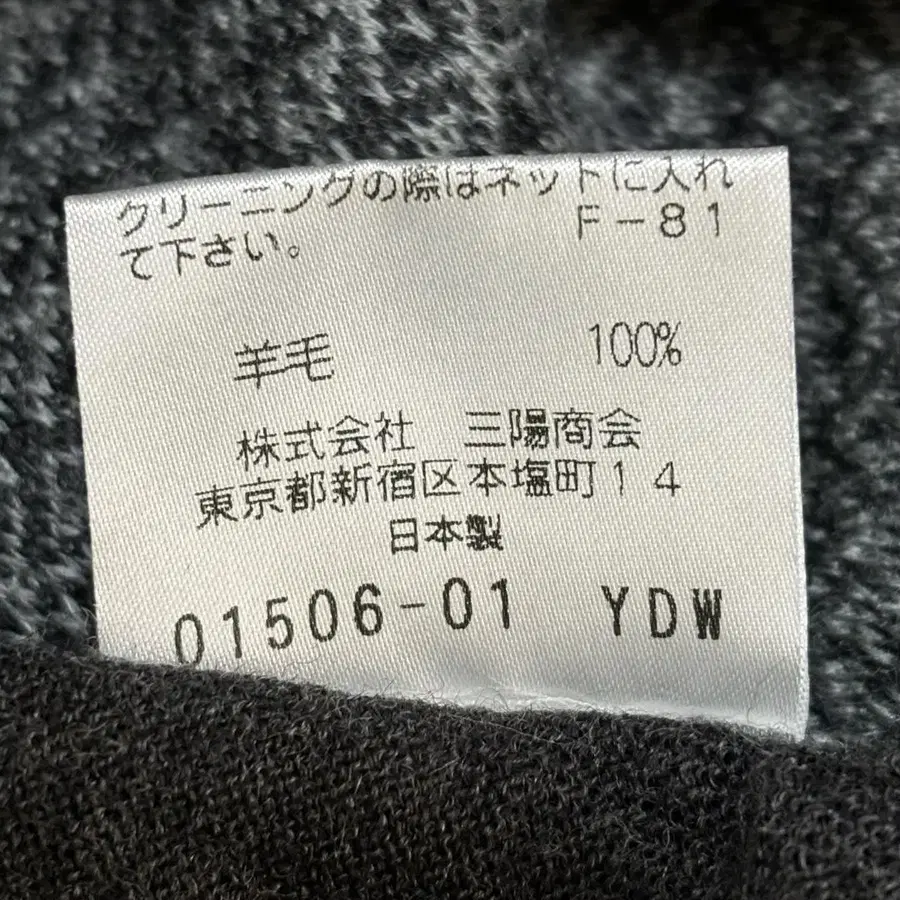 クリーニングの際はネットに入れ
て下さい。 F-81
羊毛 100%
株式会社 三陽商会
東京都新宿区本塩町14
日本製
01506-01 YDW